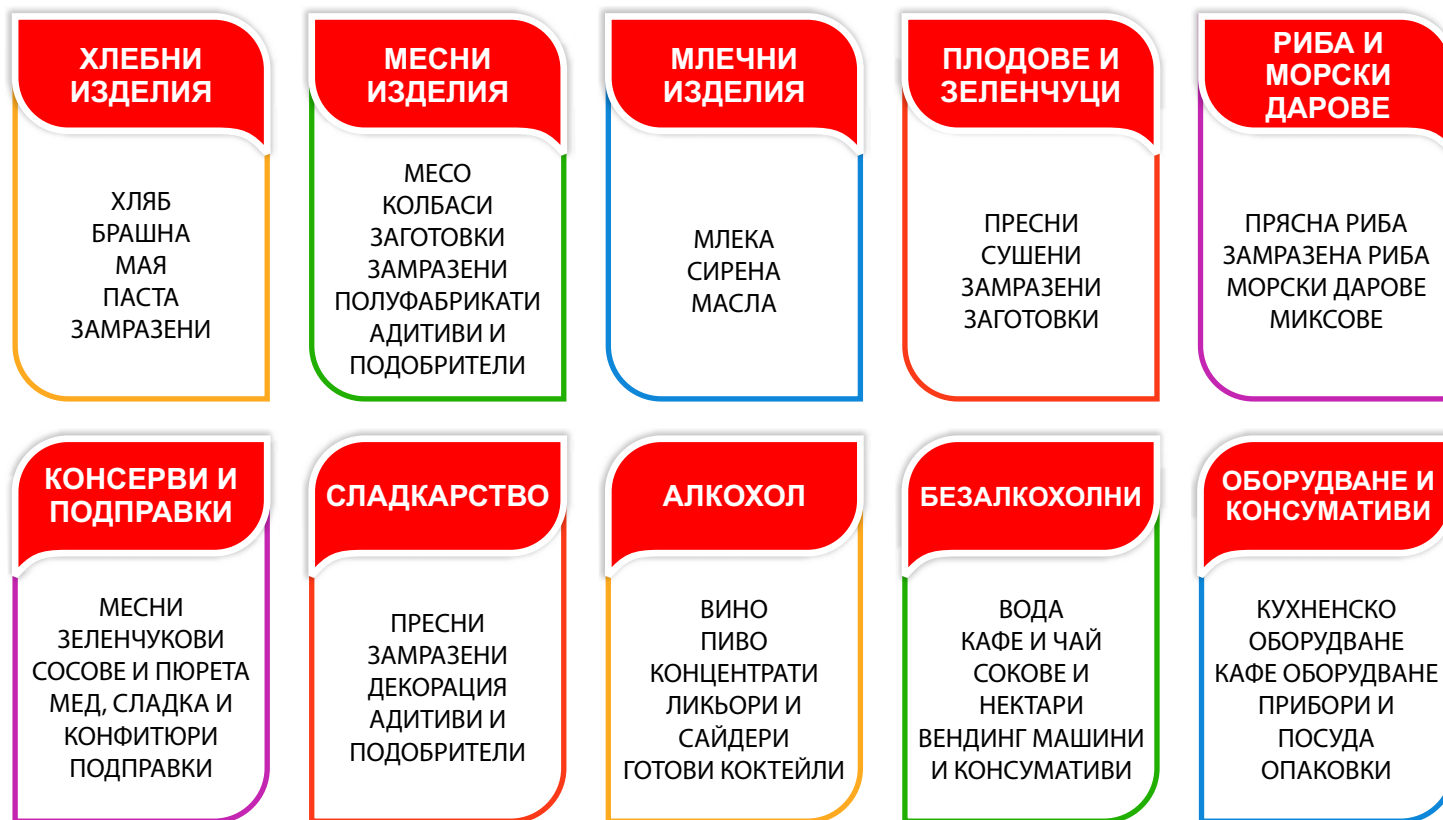 ХЛЕБНИ
ИЗДЕЛИЯ
ХЛЯБ
БРАШНА
МАЯ
ПАСТА
ЗАМРАЗЕНИ
МЕСНИ
ИЗДЕЛИЯ
МЕСО
КОЛБАСИ
ЗАГОТОВКИ
ЗАМРАЗЕНИ
ПОЛУФАБРИКАТИ
АДИТИВИ И
ПОДОБРИТЕЛИ
МЛЕЧНИ
ИЗДЕЛИЯ
МЛЕКА
СИРЕНА
МАСЛА
ПЛОДОВЕ И
ЗЕЛЕНЧУЦИ
ПРЕСНИ
СУШЕНИ
ЗАМРАЗЕНИ
ЗАГОТОВКИ
РИБА И
МОРСКИ
ДАРОВЕ
ПРЯСНА РИБА
ЗАМРАЗЕНА РИБА
МОРСКИ ДАРОВЕ
МИКСОВЕ
КОНСЕРВИ И
ПОДПРАВКИ
МЕСНИ
ЗЕЛЕНЧУКОВИ
СОСОВЕ И ПЮРЕТА
МЕД, СЛАДКА И
КОНФИТЮРИ
ПОДПРАВКИ
СЛАДКАРСТВО
ПРЕСНИ
ЗАМРАЗЕНИ
ДЕКОРАЦИЯ
АДИТИВИ И
ПОДОБРИТЕЛИ
АЛКОХОЛ
ВИНО
ПИВО
КОНЦЕНТРАТИ
ЛИКЬОРИ И
САЙДЕРИ
ГОТОВИ КОКТЕЙЛИ
БЕЗАЛКОХОЛНИ
ВОДА
КАФЕ И ЧАЙ
СОКОВЕ И
НЕКТАРИ
ВЕНДИНГ МАШИНИ
И КОНСУМАТИВИ
ОБОРУДВАНЕ И
КОНСУМАТИВИ
КУХНЕНСКО
ОБОРУДВАНЕ
КАФЕ ОБОРУДВАНЕ
ПРИБОРИ И
ПОСУДА
ОПАКОВКИ